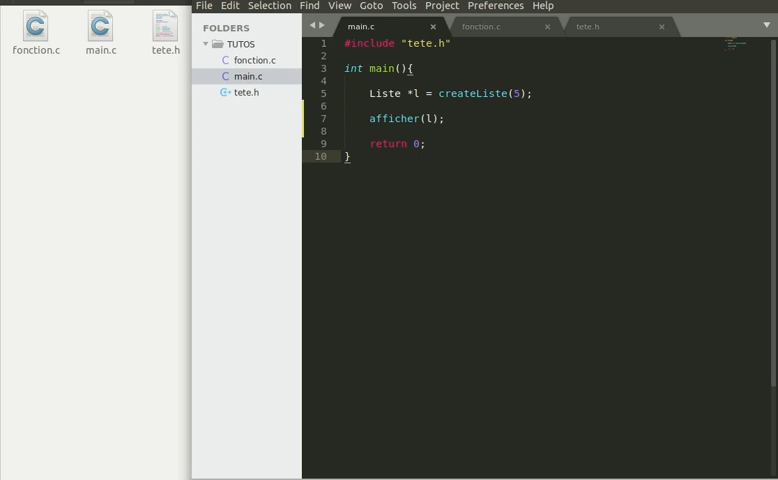 fonction.c
main.c
tete.h
File Edit Selection Find View Goto Tools Project Preferences Help
FOLDERS
TUTOS
fonction.c
main.c
tete.h
main.c
fonction.c
tete.h
1 #include "tete.h"
2
3 int main(){
4
5 Liste *l = createListe(5);
6
7 afficher(l);
8
9 return 0;
10 }